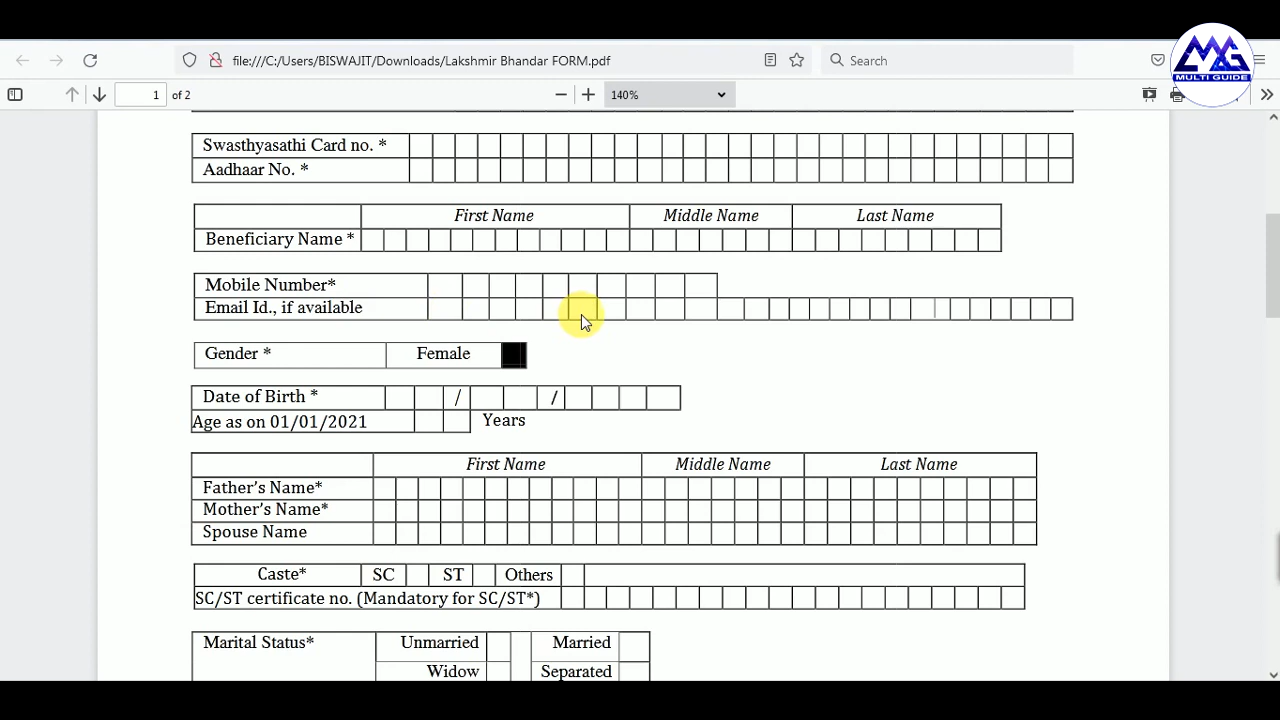 file:///C:/Users/BISWAJIT/Downloads/Lakshmir Bhandar FORM.pdf
Search
MG
MULTI GUIDE
1 of 2
140%
Swasthyasathi Card no. *
Aadhaar No. *
First Name Middle Name Last Name
Beneficiary Name *
Mobile Number*
Email Id., if available
Gender * Female
Date of Birth * / /
Age as on 01/01/2021 Years
First Name Middle Name Last Name
Father's Name*
Mother's Name*
Spouse Name
Caste* SC ST Others
SC/ST certificate no. (Mandatory for SC/ST*)
Marital Status* Unmarried Married
Widow Separated